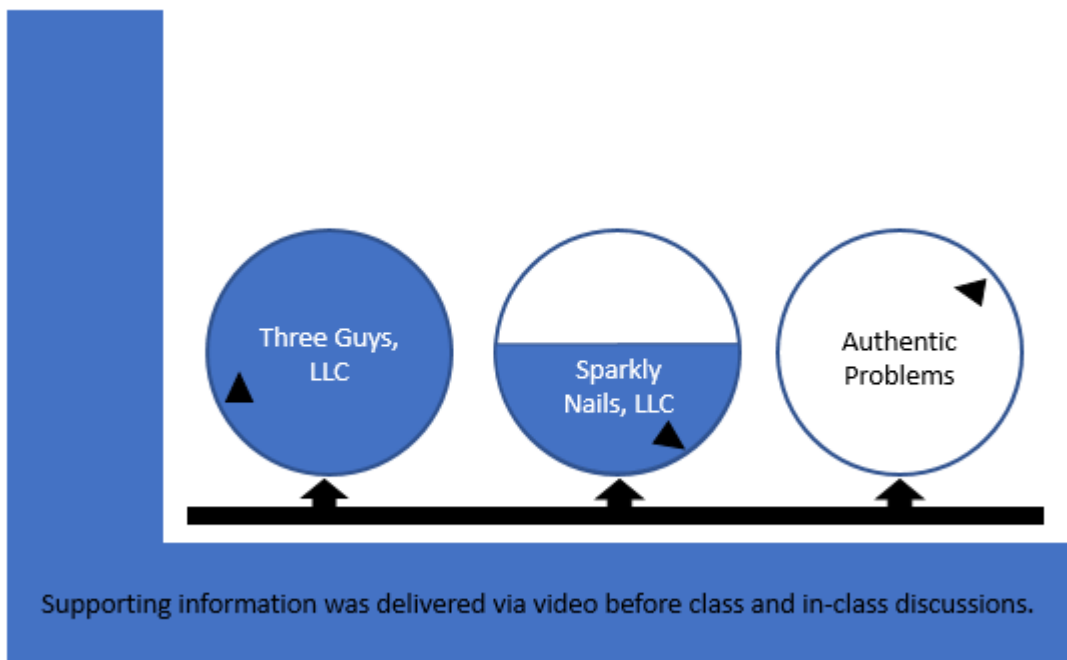 Three Guys,
LLC
Sparkly
Nails, LLC
Authentic
Problems
Supporting information was delivered via video before class and in-class discussions.